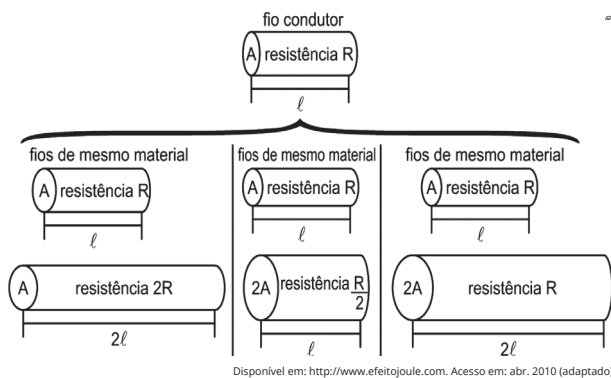 fio condutor
A resistência R
ℓ
fios de mesmo material
A resistência R
ℓ
A resistência 2R
2ℓ
fios de mesmo material
A resistência R
ℓ
2A resistência R/2
ℓ
fios de mesmo material
A resistência R
ℓ
2A resistência R
2ℓ
Disponível em: http://www.efeitojoule.com. Acesso em: abr. 2010 (adaptado